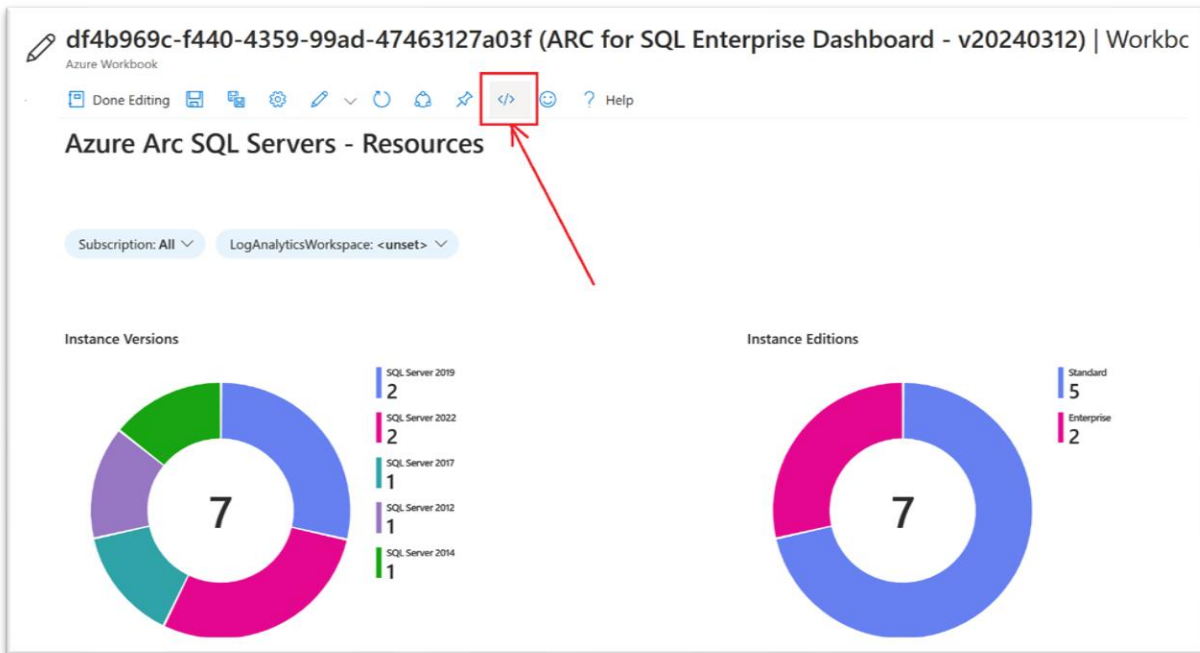 df4b969c-f440-4359-99ad-47463127a03f (ARC for SQL Enterprise Dashboard - v20240312) | Workbc
Azure Workbook
Done Editing </> ? Help
Azure Arc SQL Servers - Resources
Subscription: All LogAnalyticsWorkspace: <unset>
Instance Versions
7
SQL Server 2019
2
SQL Server 2022
2
SQL Server 2017
1
SQL Server 2012
1
SQL Server 2014
1
Instance Editions
7
Standard
5
Enterprise
2